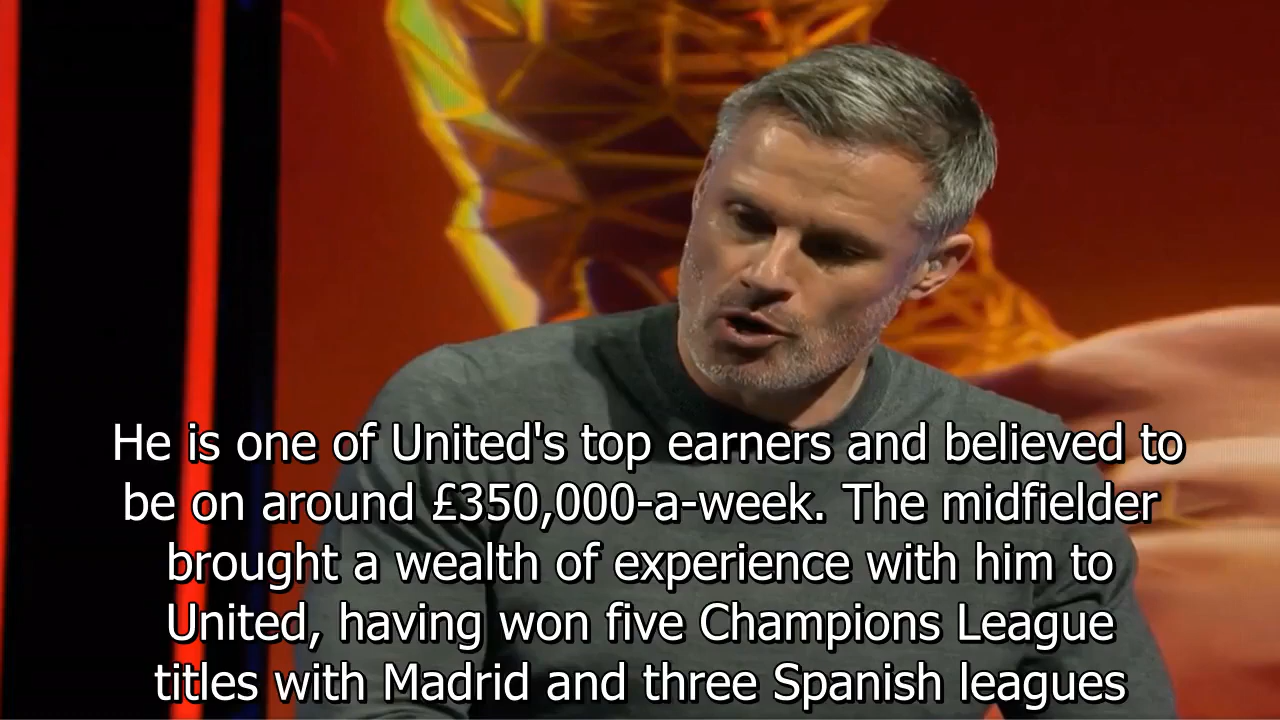 He is one of United's top earners and believed to
be on around £350,000-a-week. The midfielder
brought a wealth of experience with him to
United, having won five Champions League
titles with Madrid and three Spanish leagues